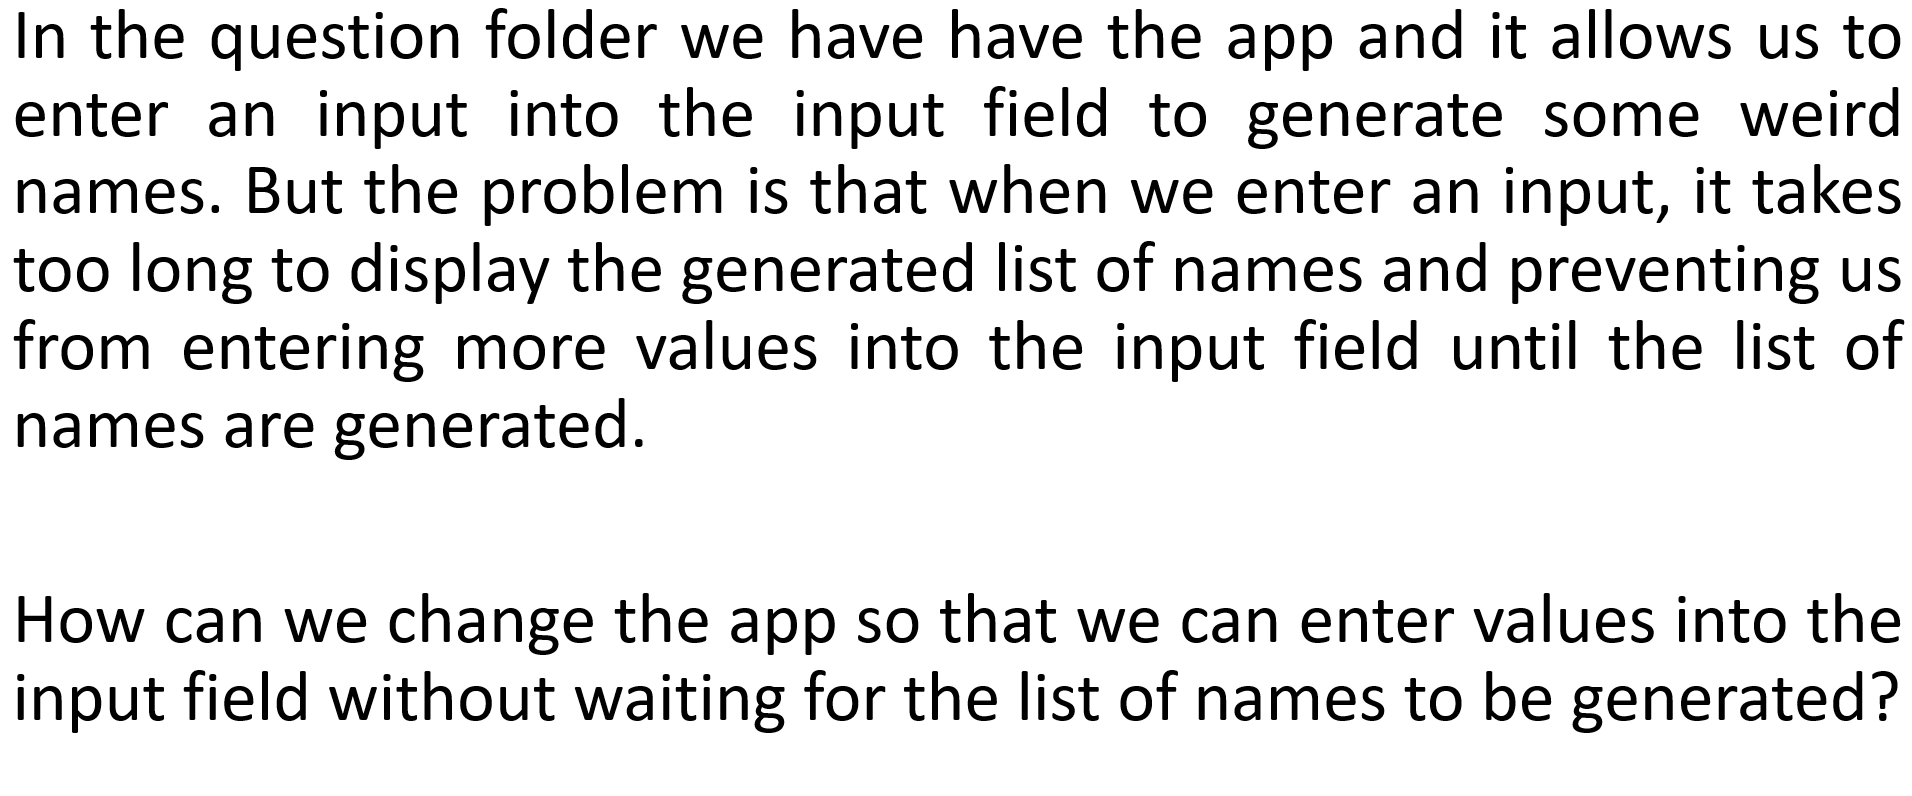 In the question folder we have have the app and it allows us to
enter an input into the input field to generate some weird
names. But the problem is that when we enter an input, it takes
too long to display the generated list of names and preventing us
from entering more values into the input field until the list of
names are generated.
How can we change the app so that we can enter values into the
input field without waiting for the list of names to be generated?